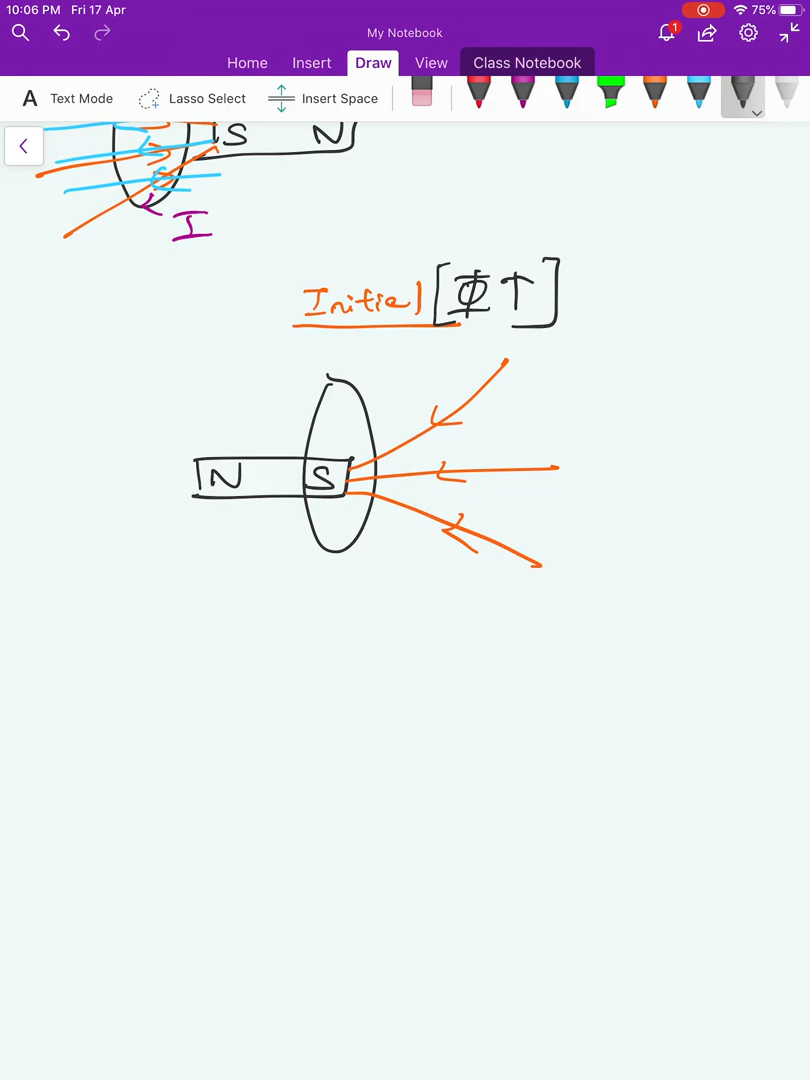 10:06 PM Fri 17 Apr 75%
My Notebook 1
Home Insert Draw View Class Notebook
A Text Mode Lasso Select Insert Space
S N
I
Initial [Φ↑]
N S